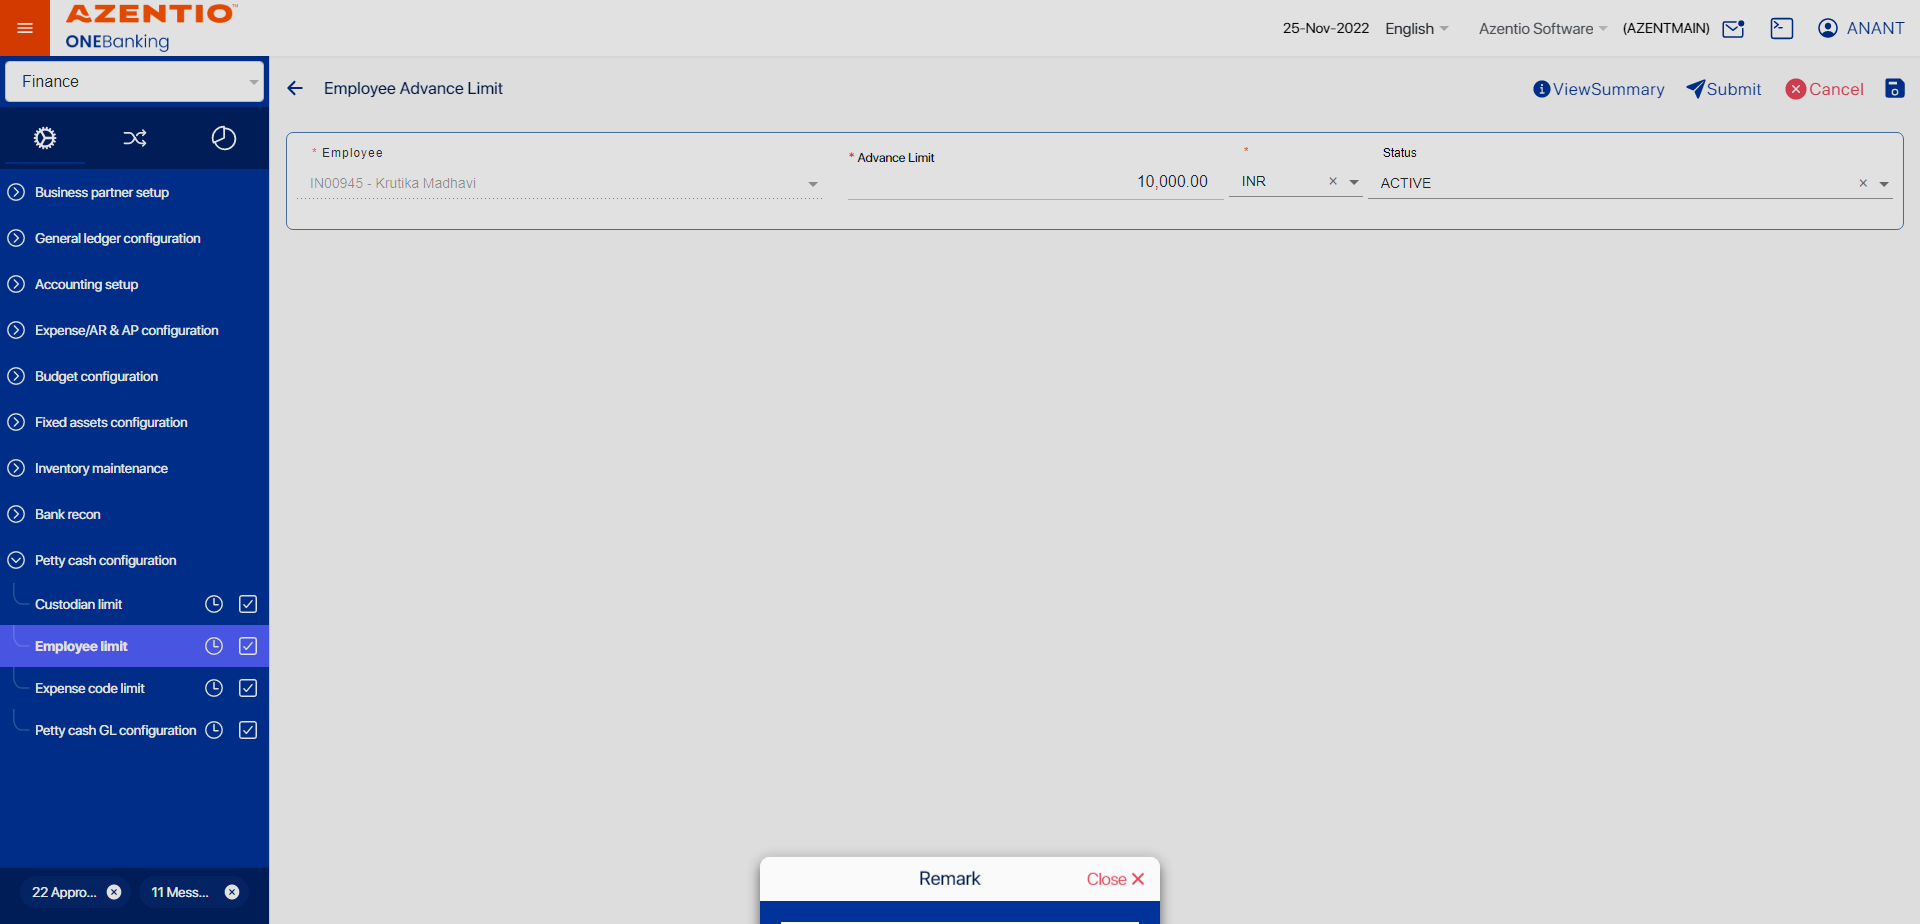 AZENTIO™
ONEBanking
25-Nov-2022 English Azentio Software (AZENTMAIN) ANANT
Finance
Employee Advance Limit
ViewSummary Submit Cancel
* Employee
IN00945 - Krutika Madhavi
* Advance Limit
10,000.00
*
INR
Status
ACTIVE
Business partner setup
General ledger configuration
Accounting setup
Expense/AR & AP configuration
Budget configuration
Fixed assets configuration
Inventory maintenance
Bank recon
Petty cash configuration
Custodian limit
Employee limit
Expense code limit
Petty cash GL configuration
22 Appro... 11 Mess...
Remark Close